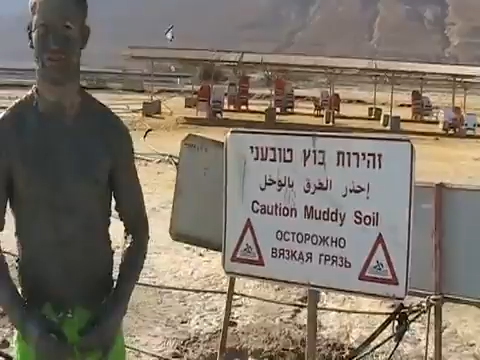 זהירות בוץ טובעני
إحذر الغرق بالوحل
Caution Muddy Soil
ОСТОРОЖНО
ВЯЗКАЯ ГРЯЗЬ